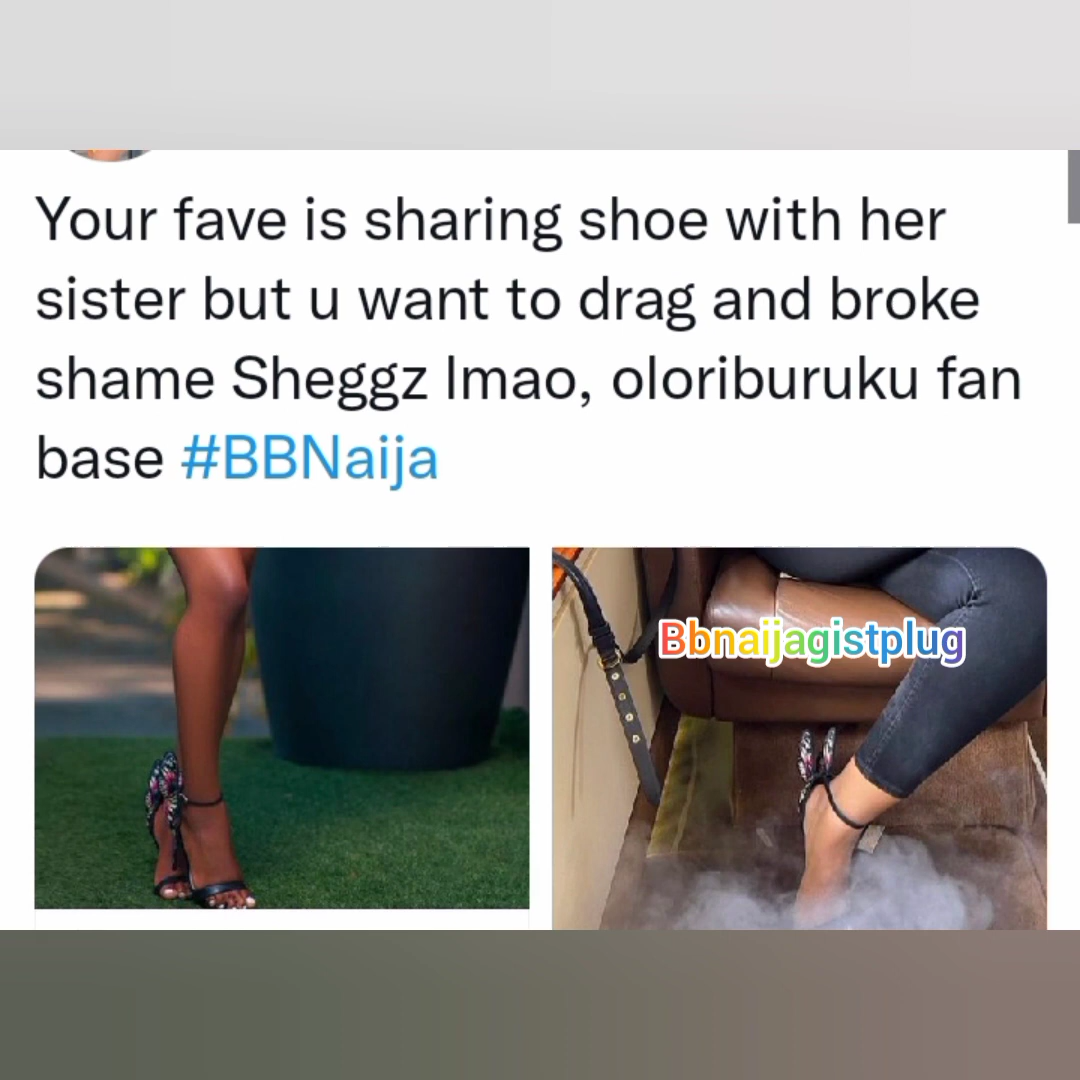 Your fave is sharing shoe with her
sister but u want to drag and broke
shame Sheggz lmao, oloriburuku fan
base #BBNaija
Bbnaijagistplug